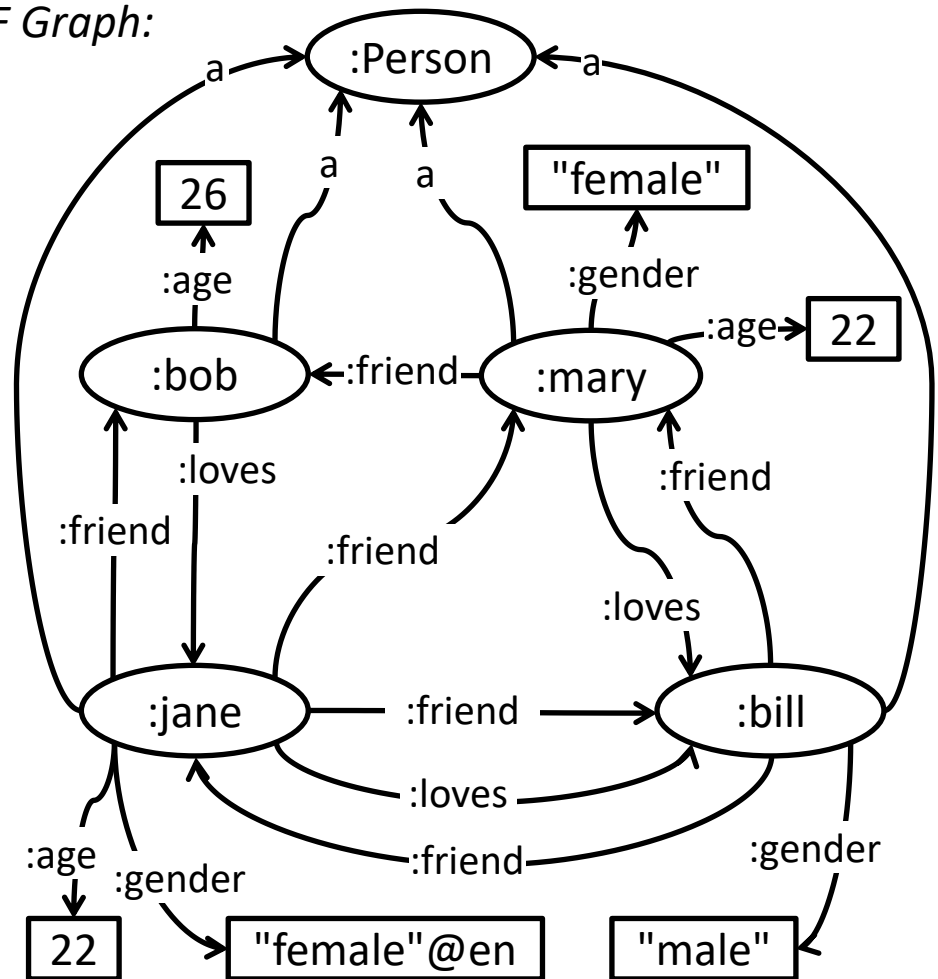 F Graph:
:Person
a
a
a
a
"female"
26
:gender
:age
:age
22
:bob
:friend
:mary
:loves
:friend
:friend
:friend
:loves
:jane
:friend
:bill
:loves
:friend
:age
:gender
:gender
22
"female"@en
"male"